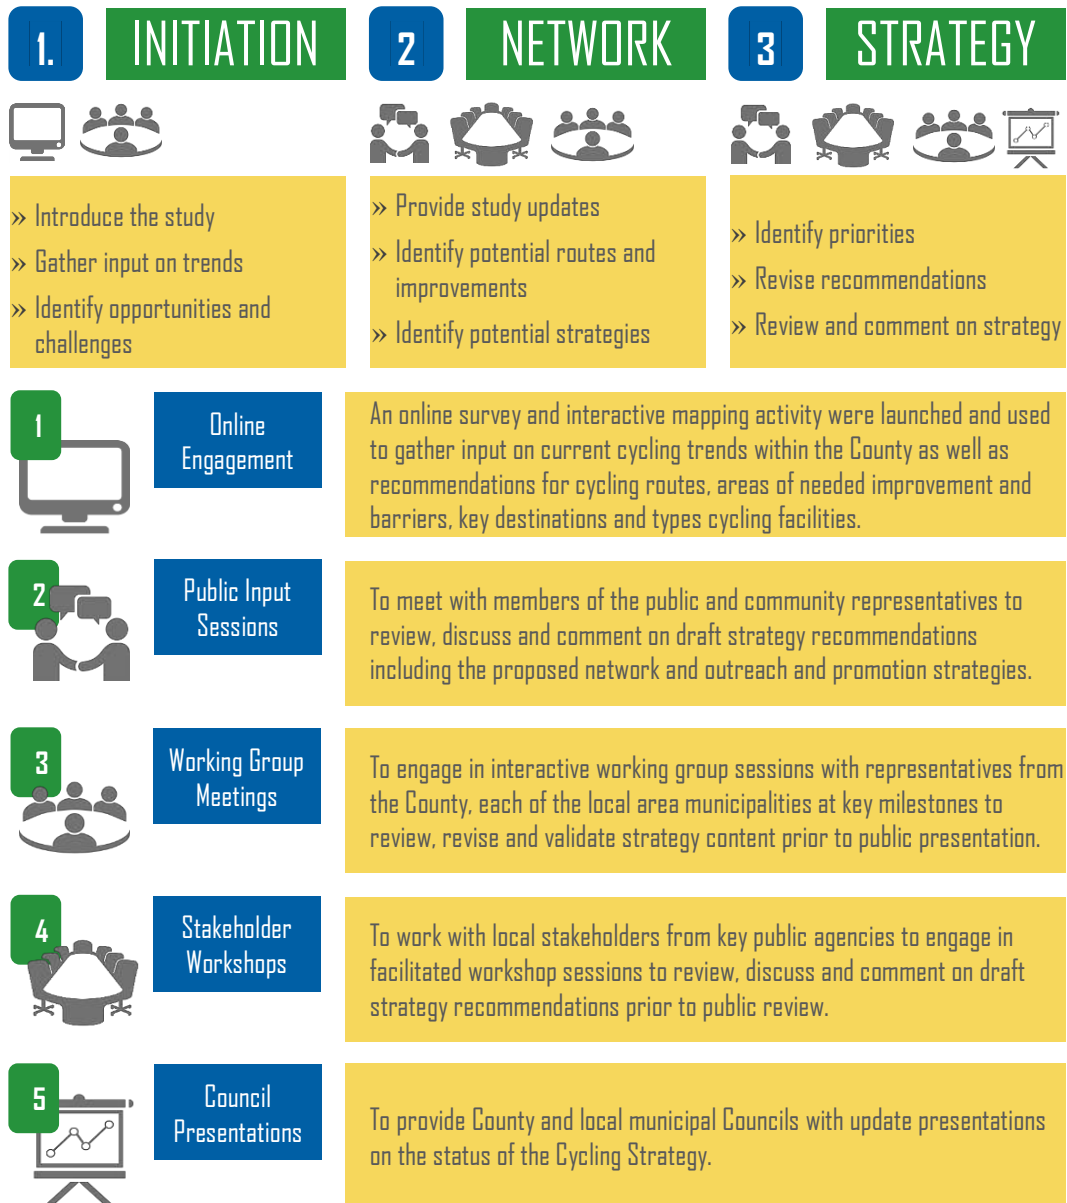 1. INITIATION
2 NETWORK
3 STRATEGY
» Introduce the study
» Gather input on trends
» Identify opportunities and
challenges
» Provide study updates
» Identify potential routes and
improvements
» Identify potential strategies
» Identify priorities
» Revise recommendations
» Review and comment on strategy
1
Online
Engagement
An online survey and interactive mapping activity were launched and used
to gather input on current cycling trends within the County as well as
recommendations for cycling routes, areas of needed improvement and
barriers, key destinations and types cycling facilities.
2
Public Input
Sessions
To meet with members of the public and community representatives to
review, discuss and comment on draft strategy recommendations
including the proposed network and outreach and promotion strategies.
3
Working Group
Meetings
To engage in interactive working group sessions with representatives from
the County, each of the local area municipalities at key milestones to
review, revise and validate strategy content prior to public presentation.
4
Stakeholder
Workshops
To work with local stakeholders from key public agencies to engage in
facilitated workshop sessions to review, discuss and comment on draft
strategy recommendations prior to public review.
5
Council
Presentations
To provide County and local municipal Councils with update presentations
on the status of the Cycling Strategy.